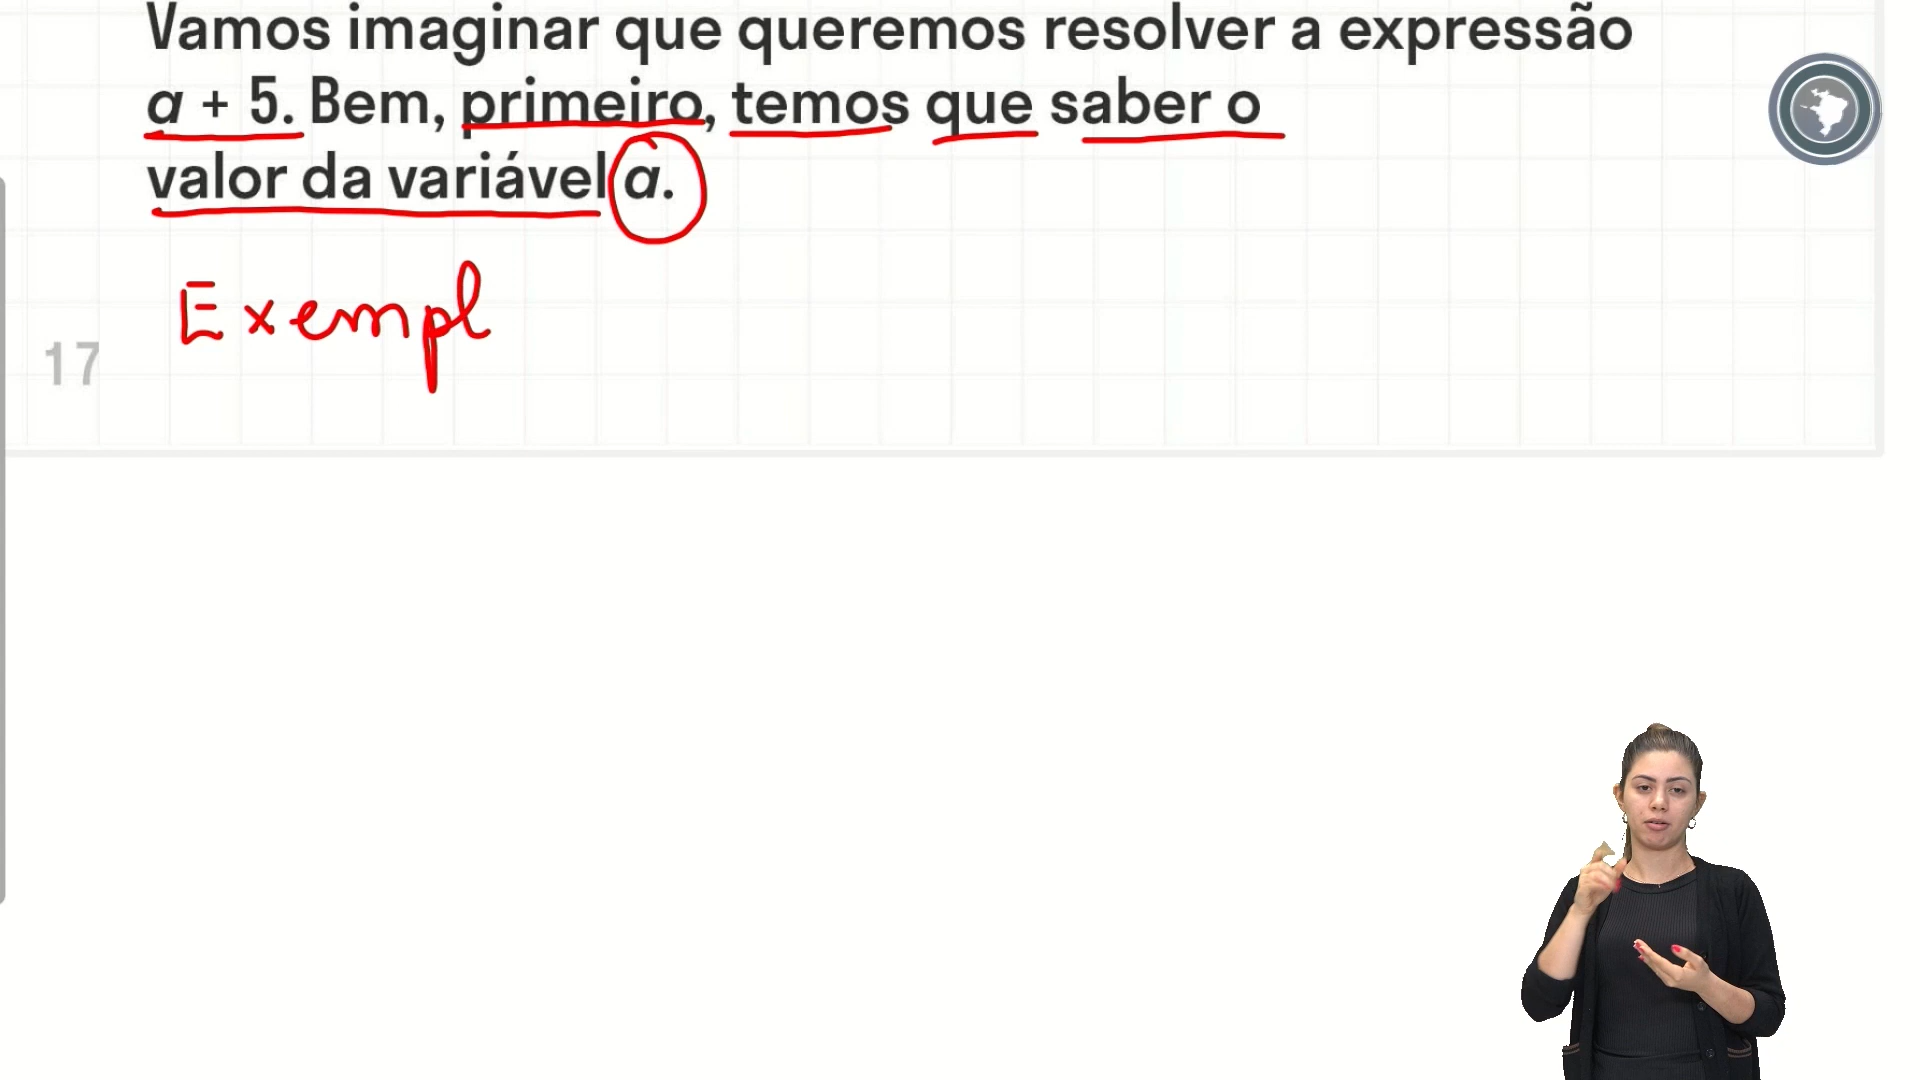 Vamos imaginar que queremos resolver a expressão
a + 5. Bem, primeiro, temos que saber o
valor da variável a.
Exempl
17